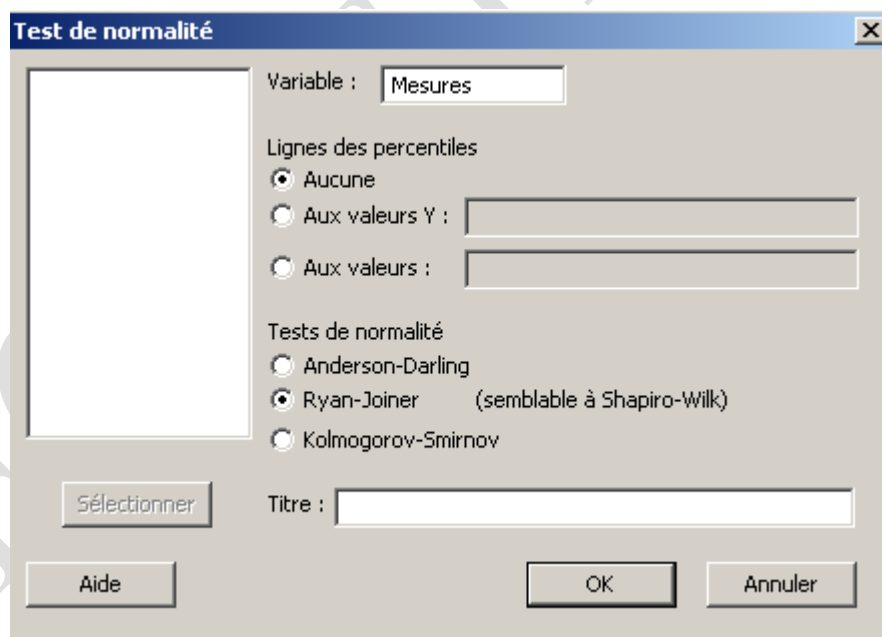 Test de normalité
Variable : Mesures
Lignes des percentiles
Aucune
Aux valeurs Y :
Aux valeurs :
Tests de normalité
Anderson-Darling
Ryan-Joiner (semblable à Shapiro-Wilk)
Kolmogorov-Smirnov
Sélectionner
Titre :
Aide
OK
Annuler